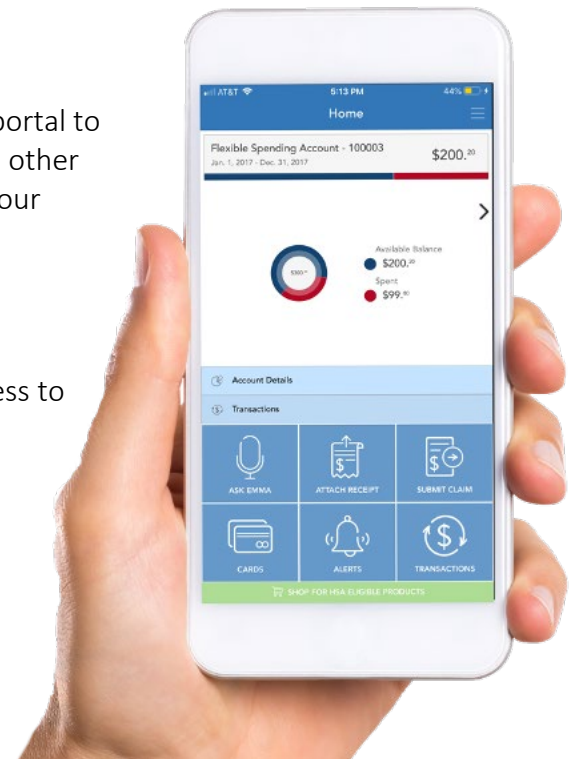 portal to
other
our
ess to
AT&T 5:13 PM 44%
Home
Flexible Spending Account - 100003
Jan. 1, 2017 - Dec. 31, 2017
$200.20
Available Balance
$200.20
Spent
$99.80
Account Details
Transactions
ASK EMMA ATTACH RECEIPT SUBMIT CLAIM
CARDS ALERTS TRANSACTIONS
SHOP FOR HSA ELIGIBLE PRODUCTS